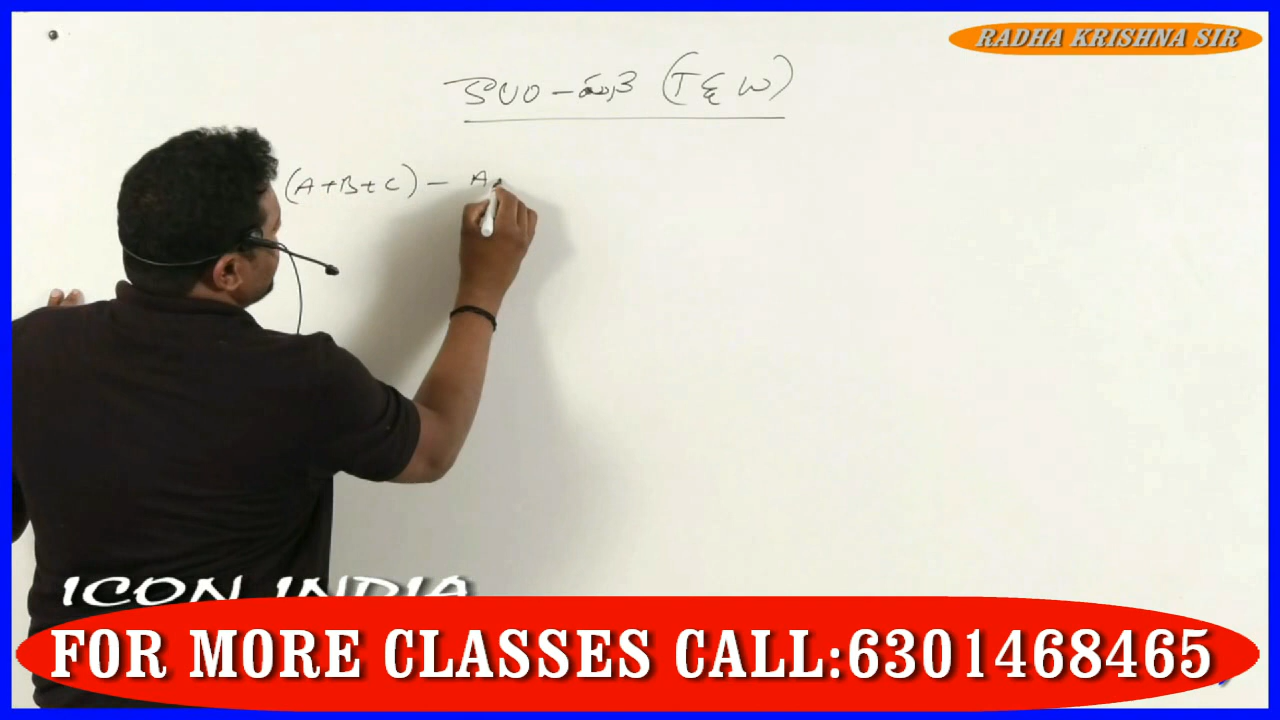 RADHA KRISHNA SIR
కాలం - పని (T & W)
(A+B+C) - A
ICON INDIA
FOR MORE CLASSES CALL:6301468465